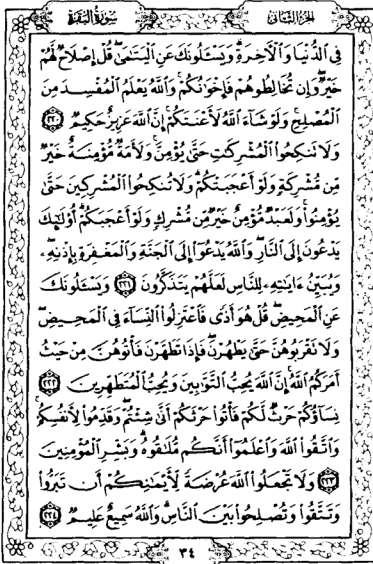 سورة البقرة
الجزء الثاني
فِي الدُّنْيَا وَالْآخِرَةِ ۗ وَيَسْأَلُونَكَ عَنِ الْيَتَامَىٰ ۖ قُلْ إِصْلَاحٌ لَّهُمْ
خَيْرٌ ۖ وَإِن تُخَالِطُوهُمْ فَإِخْوَانُكُمْ ۚ وَاللَّهُ يَعْلَمُ الْمُفْسِدَ مِنَ
الْمُصْلِحِ ۚ وَلَوْ شَاءَ اللَّهُ لَأَعْنَتَكُمْ ۚ إِنَّ اللَّهَ عَزِيزٌ حَكِيمٌ ﴿٢٢٠﴾
وَلَا تَنكِحُوا الْمُشْرِكَاتِ حَتَّىٰ يُؤْمِنَّ ۚ وَلَأَمَةٌ مُّؤْمِنَةٌ خَيْرٌ
مِّن مُّشْرِكَةٍ وَلَوْ أَعْجَبَتْكُمْ ۗ وَلَا تُنكِحُوا الْمُشْرِكِينَ حَتَّىٰ
يُؤْمِنُوا ۚ وَلَعَبْدٌ مُّؤْمِنٌ خَيْرٌ مِّن مُّشْرِكٍ وَلَوْ أَعْجَبَكُمْ ۗ أُولَٰئِكَ
يَدْعُونَ إِلَى النَّارِ ۖ وَاللَّهُ يَدْعُو إِلَى الْجَنَّةِ وَالْمَغْفِرَةِ بِإِذْنِهِ ۖ
وَيُبَيِّنُ آيَاتِهِ لِلنَّاسِ لَعَلَّهُمْ يَتَذَكَّرُونَ ﴿٢٢١﴾ وَيَسْأَلُونَكَ
عَنِ الْمَحِيضِ ۖ قُلْ هُوَ أَذًى فَاعْتَزِلُوا النِّسَاءَ فِي الْمَحِيضِ ۖ
وَلَا تَقْرَبُوهُنَّ حَتَّىٰ يَطْهُرْنَ ۖ فَإِذَا تَطَهَّرْنَ فَأْتُوهُنَّ مِنْ حَيْثُ
أَمَرَكُمُ اللَّهُ ۚ إِنَّ اللَّهَ يُحِبُّ التَّوَّابِينَ وَيُحِبُّ الْمُتَطَهِّرِينَ ﴿٢٢٢﴾
نِسَاؤُكُمْ حَرْثٌ لَّكُمْ فَأْتُوا حَرْثَكُمْ أَنَّىٰ شِئْتُمْ ۖ وَقَدِّمُوا لِأَنفُسِكُمْ ۚ
وَاتَّقُوا اللَّهَ وَاعْلَمُوا أَنَّكُم مُّلَاقُوهُ ۗ وَبَشِّرِ الْمُؤْمِنِينَ
﴿٢٢٣﴾ وَلَا تَجْعَلُوا اللَّهَ عُرْضَةً لِّأَيْمَانِكُمْ أَن تَبَرُّوا
وَتَتَّقُوا وَتُصْلِحُوا بَيْنَ النَّاسِ ۗ وَاللَّهُ سَمِيعٌ عَلِيمٌ ﴿٢٢٤﴾
٣٤